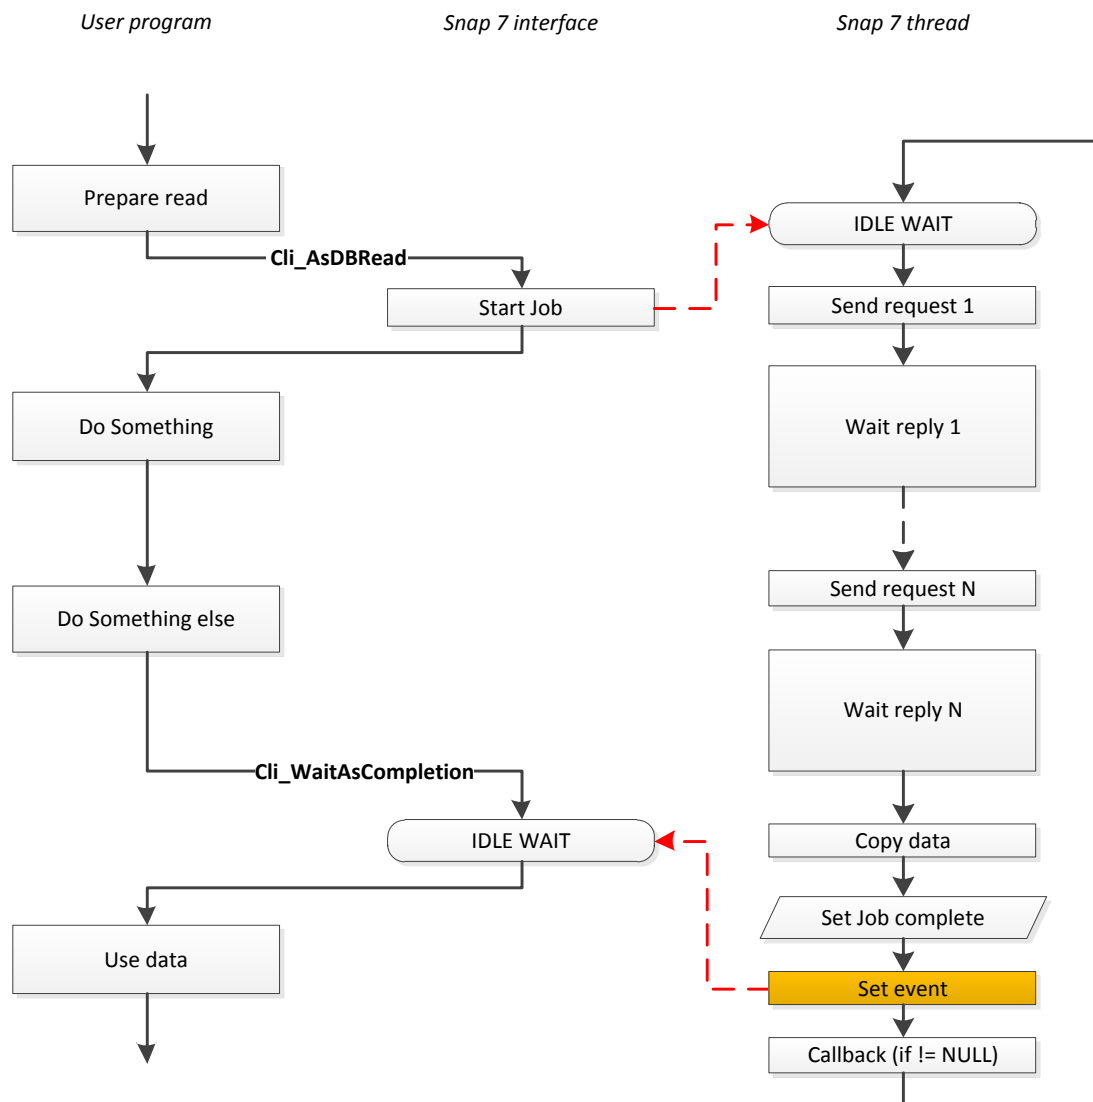 User program
Snap 7 interface
Snap 7 thread
Prepare read
IDLE WAIT
Cli_AsDBRead
Start Job
Send request 1
Do Something
Wait reply 1
Send request N
Do Something else
Wait reply N
Cli_WaitAsCompletion
IDLE WAIT
Copy data
Set Job complete
Use data
Set event
Callback (if != NULL)